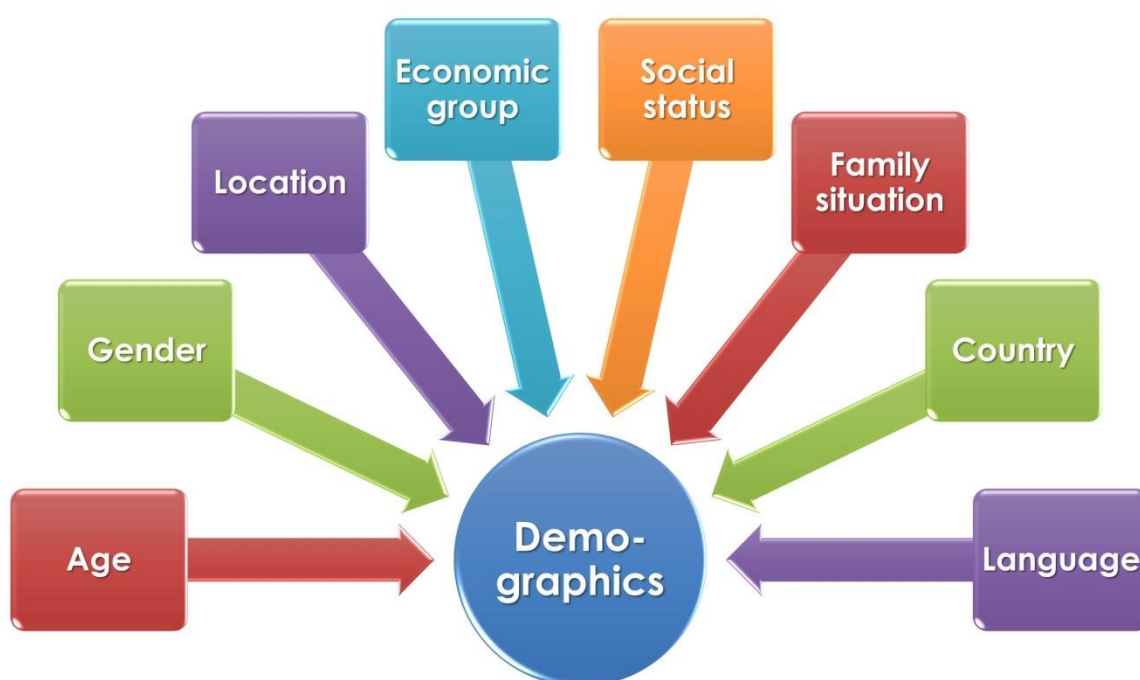 Economic
group
Social
status
Location
Family
situation
Gender
Country
Age
Demo-
graphics
Language